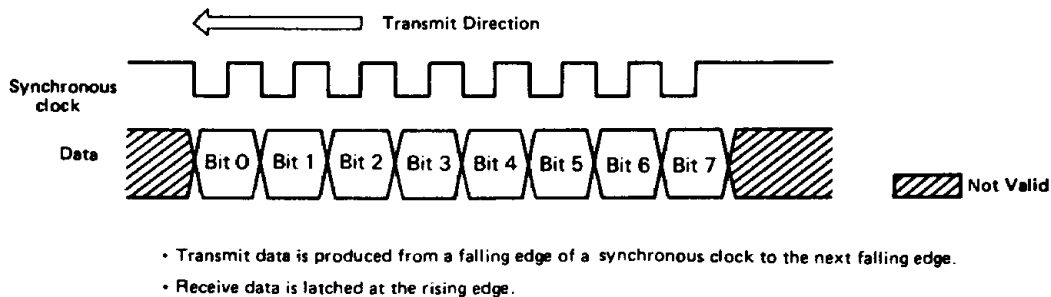 Transmit Direction
Synchronous
clock
Data
Bit 0 Bit 1 Bit 2 Bit 3 Bit 4 Bit 5 Bit 6 Bit 7
Not Valid
• Transmit data is produced from a falling edge of a synchronous clock to the next falling edge.
• Receive data is latched at the rising edge.